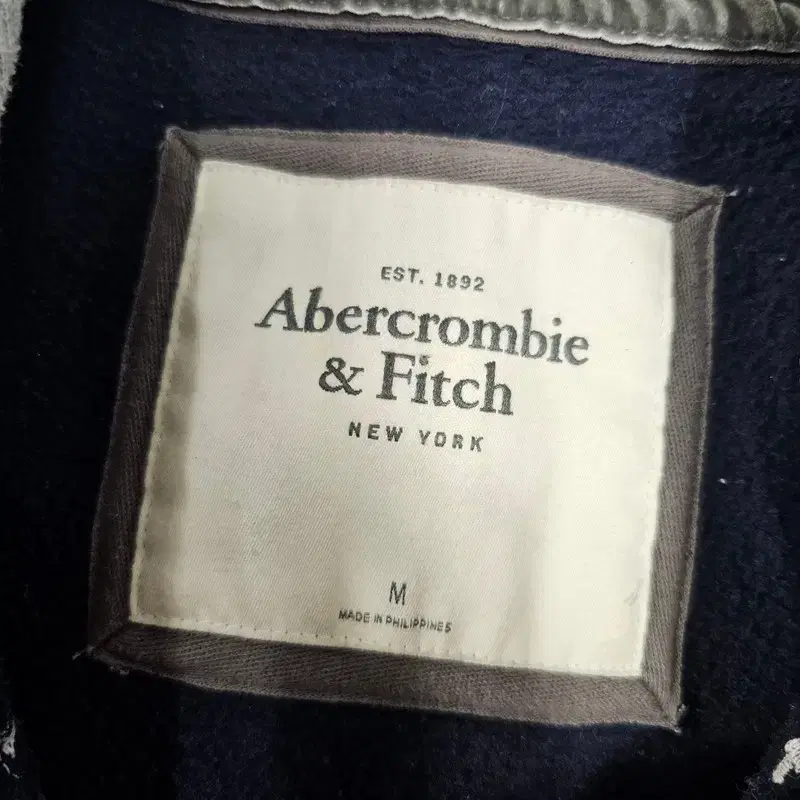 EST. 1892
Abercrombie
& Fitch
NEW YORK
M
MADE IN PHILIPPINES